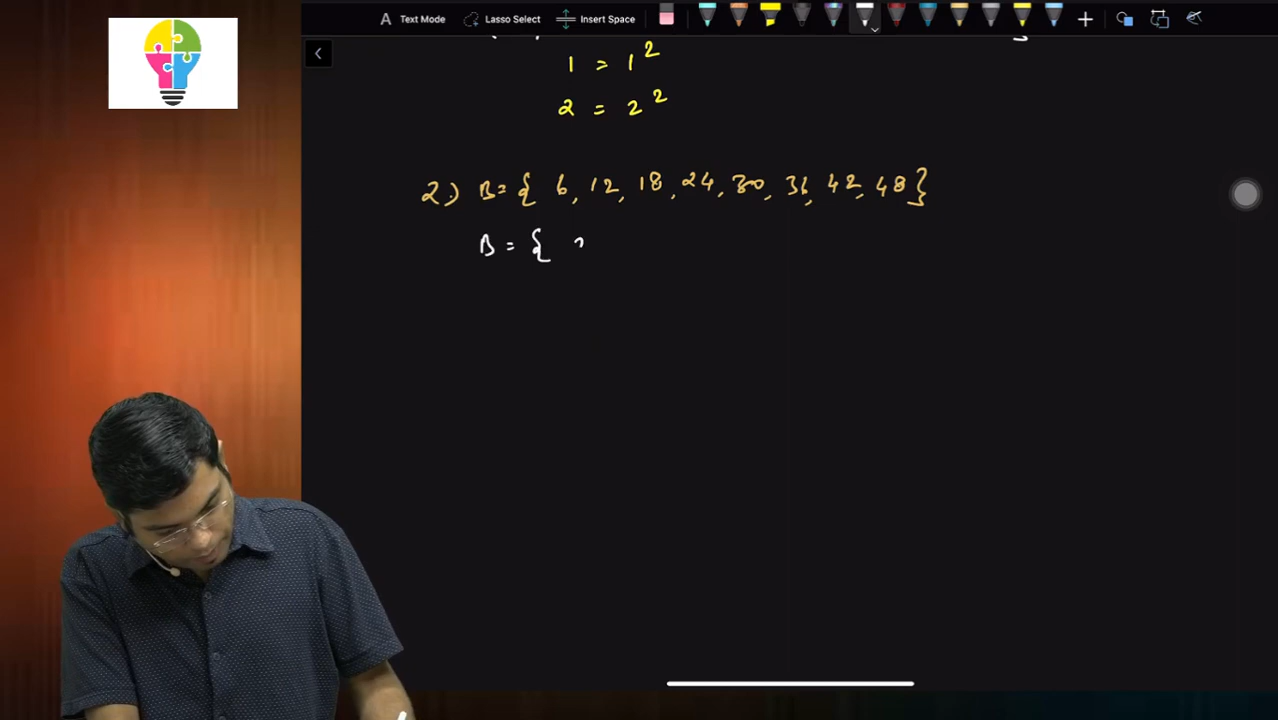 Text Mode Lasso Select Insert Space
1 = 1²
2 = 2²
2.) B = { 6, 12, 18, 24, 30, 36, 42, 48 }
B = {